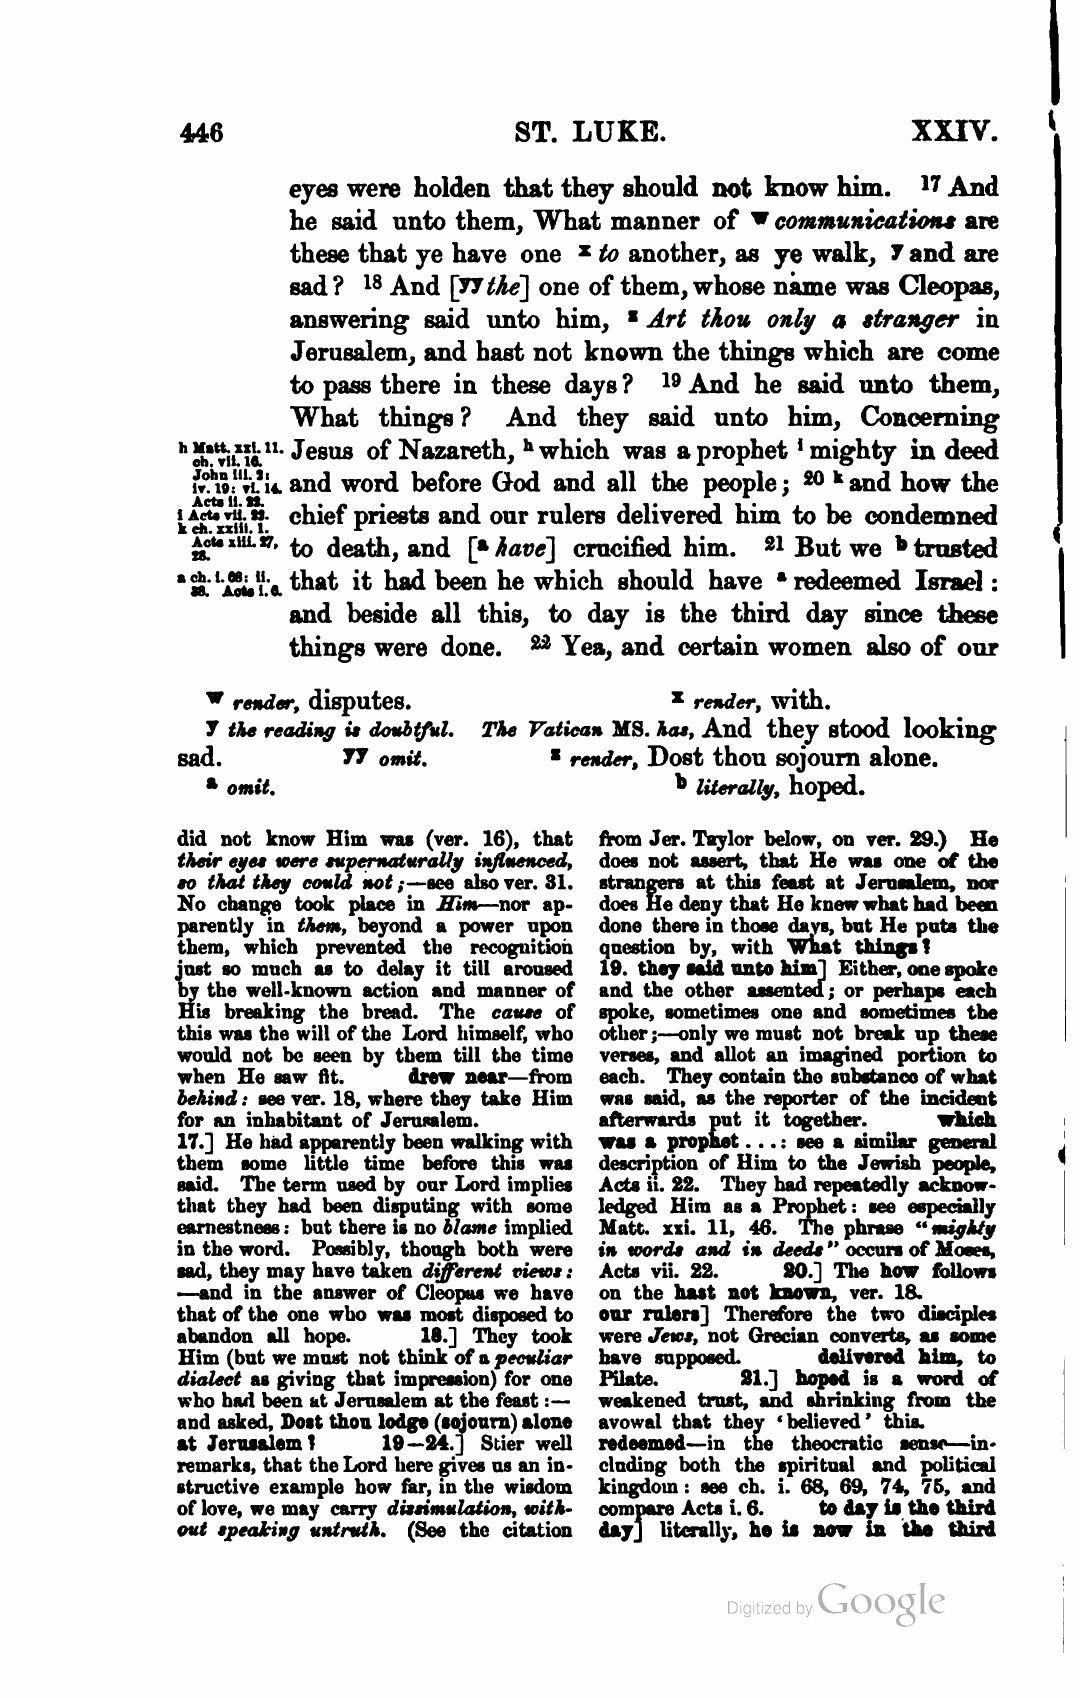 446 ST. LUKE. XXIV.
eyes were holden that they should not know him. 17 And
he said unto them, What manner of w communications are
these that ye have one x to another, as ye walk, y and are
sad? 18 And [yy the] one of them, whose name was Cleopas,
answering said unto him, z Art thou only a stranger in
Jerusalem, and hast not known the things which are come
to pass there in these days? 19 And he said unto them,
What things? And they said unto him, Concerning
Jesus of Nazareth, h which was a prophet i mighty in deed
and word before God and all the people; 20 k and how the
chief priests and our rulers delivered him to be condemned
to death, and [a have] crucified him. 21 But we b trusted
that it had been he which should have a redeemed Israel:
and beside all this, to day is the third day since these
things were done. 22 Yea, and certain women also of our
h Matt. xxi. 11.
ch. vii. 16.
John iii. 2:
iv. 19: vi. 14.
Acts ii. 22.
i Acts vii. 22.
k ch. xxiii. 1.
Acts xiii. 27,
28.
a ch. i. 68: ii.
38. Acts i. 6.
w render, disputes. x render, with.
y the reading is doubtful. The Vatican MS. has, And they stood looking
sad. yy omit. z render, Dost thou sojourn alone.
a omit. b literally, hoped.
did not know Him was (ver. 16), that
their eyes were supernaturally influenced,
so that they could not;—see also ver. 31.
No change took place in Him—nor ap-
parently in them, beyond a power upon
them, which prevented the recognition
just so much as to delay it till aroused
by the well-known action and manner of
His breaking the bread. The cause of
this was the will of the Lord himself, who
would not be seen by them till the time
when He saw fit. drew near—from
behind: see ver. 18, where they take Him
for an inhabitant of Jerusalem.
17.] He had apparently been walking with
them some little time before this was
said. The term used by our Lord implies
that they had been disputing with some
earnestness: but there is no blame implied
in the word. Possibly, though both were
sad, they may have taken different views:
—and in the answer of Cleopas we have
that of the one who was most disposed to
abandon all hope. 18.] They took
Him (but we must not think of a peculiar
dialect as giving that impression) for one
who had been at Jerusalem at the feast:—
and asked, Dost thou lodge (sojourn) alone
at Jerusalem? 19—24.] Stier well
remarks, that the Lord here gives us an in-
structive example how far, in the wisdom
of love, we may carry dissimulation, with-
out speaking untruth. (See the citation
from Jer. Taylor below, on ver. 29.) He
does not assert, that He was one of the
strangers at this feast at Jerusalem, nor
does He deny that He knew what had been
done there in those days, but He puts the
question by, with What things?
19. they said unto him] Either, one spoke
and the other assented; or perhaps each
spoke, sometimes one and sometimes the
other;—only we must not break up these
verses, and allot an imagined portion to
each. They contain the substance of what
was said, as the reporter of the incident
afterwards put it together. which
was a prophet ...: see a similar general
description of Him to the Jewish people,
Acts ii. 22. They had repeatedly acknow-
ledged Him as a Prophet: see especially
Matt. xxi. 11, 46. The phrase "mighty
in words and in deeds" occurs of Moses,
Acts vii. 22. 20.] The how follows
on the hast not known, ver. 18.
our rulers] Therefore the two disciples
were Jews, not Grecian converts, as some
have supposed. delivered him, to
Pilate. 21.] hoped is a word of
weakened trust, and shrinking from the
avowal that they 'believed' this.
redeemed—in the theocratic sense—in-
cluding both the spiritual and political
kingdom: see ch. i. 68, 69, 74, 75, and
compare Acts i. 6. to day is the third
day] literally, he is now in the third
Digitized by Google